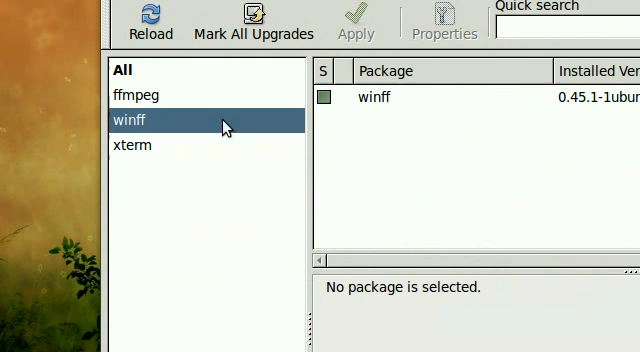 Quick search
Reload
Mark All Upgrades
Apply
Properties
All
ffmpeg
winff
xterm
S
Package
Installed Ver
winff
0.45.1-1ubur
No package is selected.